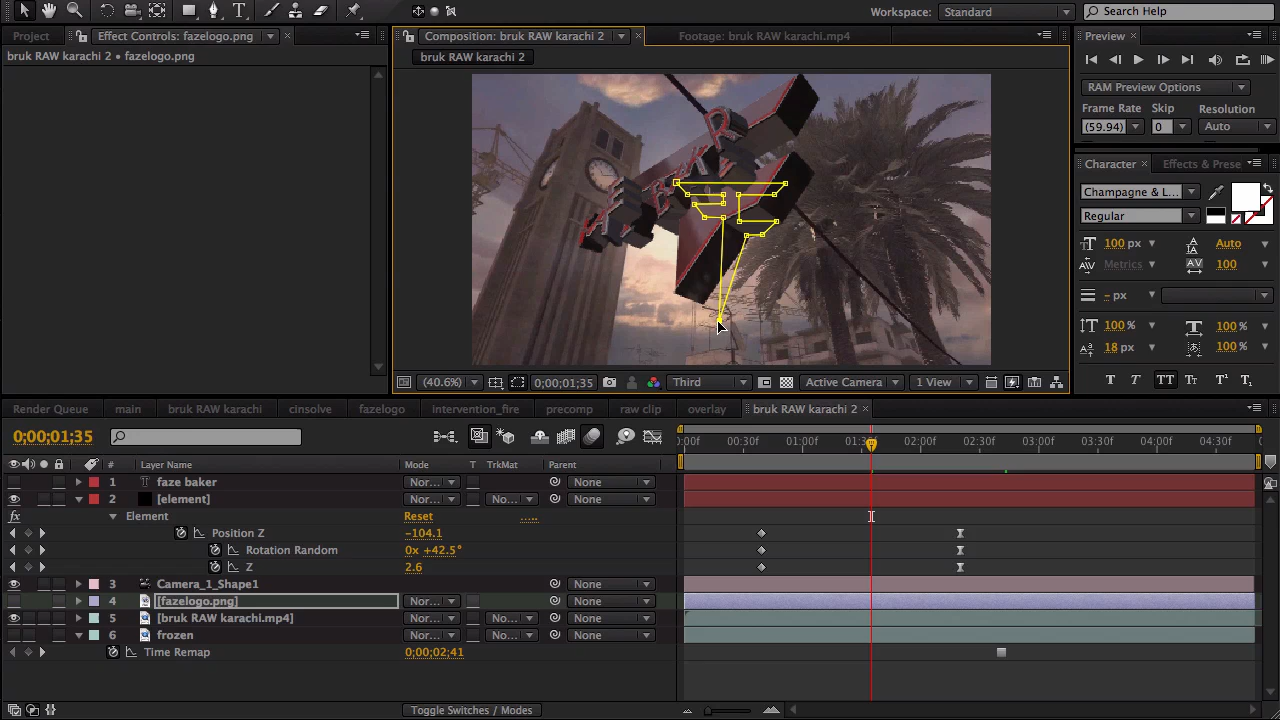 Workspace: Standard
Search Help
Project
Effect Controls: fazelogo.png
bruk RAW karachi 2 • fazelogo.png
Composition: bruk RAW karachi 2
Footage: bruk RAW karachi.mp4
bruk RAW karachi 2
(40.6%)
0;00;01;35
Third
Active Camera
1 View
Preview
RAM Preview Options
Frame Rate
Skip
Resolution
(59.94)
0
Auto
Character
Effects & Prese
Champagne & L...
Regular
100 px
Auto
Metrics
100
- px
100 %
100 %
18 px
100 %
T T TT Tt T¹ T₁
Render Queue
main
bruk RAW karachi
cinsolve
fazelogo
intervention_fire
precomp
raw clip
overlay
bruk RAW karachi 2
0;00;01;35
:00f 00:30f 01:00f 01:30f 02:00f 02:30f 03:00f 03:30f 04:00f 04:30f
# Layer Name Mode T TrkMat Parent
1 faze baker Nor... None
2 [element] Nor... No... None
fx Element Reset .....
Position Z -104.1
Rotation Random 0x +42.5°
Z 2.6
3 Camera_1_Shape1 None
4 [fazelogo.png] Nor... None
5 [bruk RAW karachi.mp4] Nor... No... None
6 frozen Nor... No... None
Time Remap 0;00;02;41
Toggle Switches / Modes